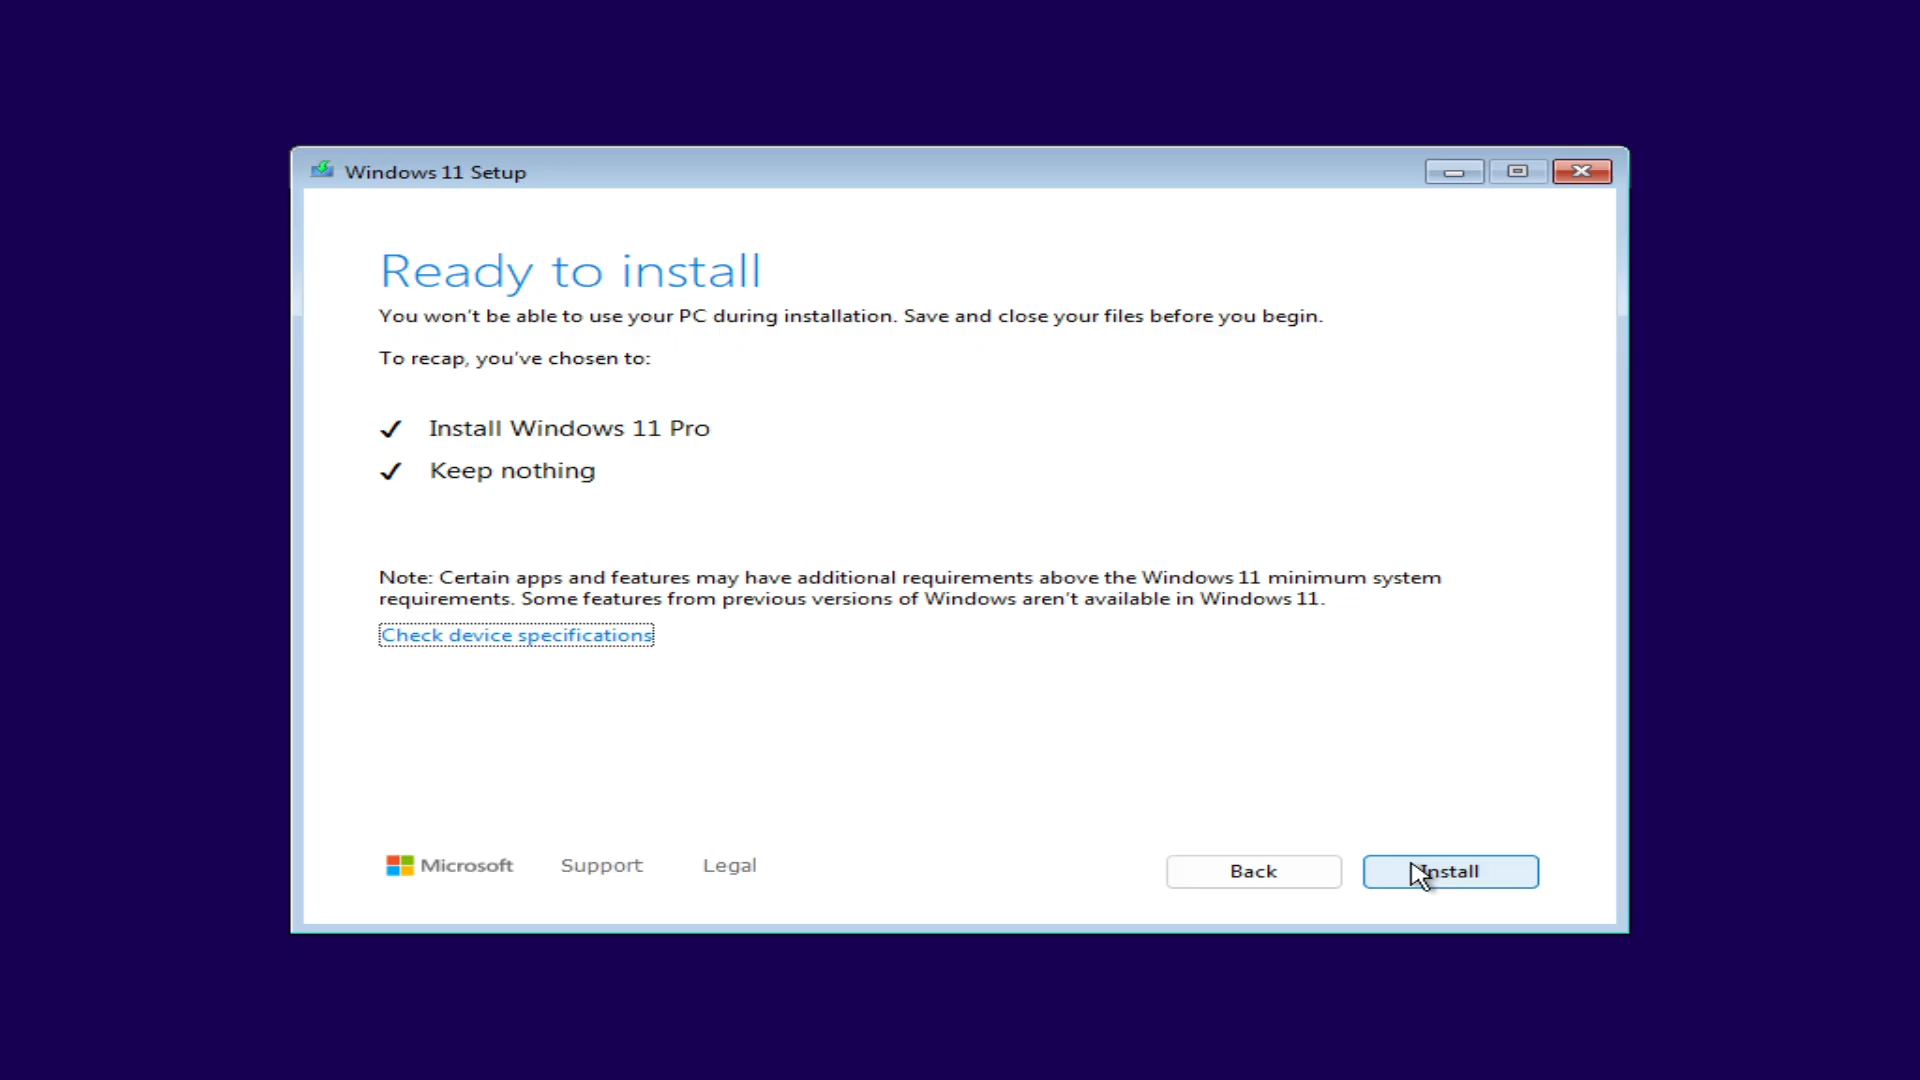 Windows 11 Setup
Ready to install
You won't be able to use your PC during installation. Save and close your files before you begin.
To recap, you've chosen to:
Install Windows 11 Pro
Keep nothing
Note: Certain apps and features may have additional requirements above the Windows 11 minimum system
requirements. Some features from previous versions of Windows aren't available in Windows 11.
Check device specifications
Microsoft Support Legal Back Install